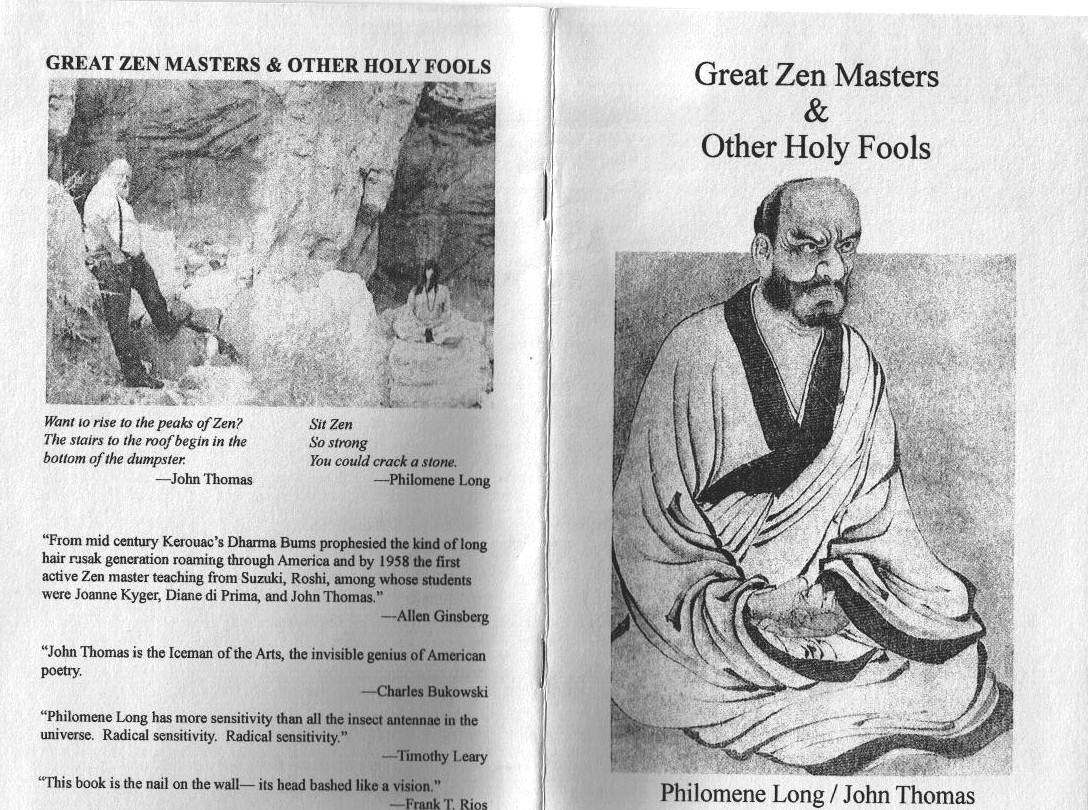 GREAT ZEN MASTERS & OTHER HOLY FOOLS
Want to rise to the peaks of Zen?
The stairs to the roof begin in the
bottom of the dumpster.
—John Thomas
Sit Zen
So strong
You could crack a stone.
—Philomene Long
“From mid century Kerouac’s Dharma Bums prophesied the kind of long
hair rusak generation roaming through America and by 1958 the first
active Zen master teaching from Suzuki, Roshi, among whose students
were Joanne Kyger, Diane di Prima, and John Thomas.”
—Allen Ginsberg
“John Thomas is the Iceman of the Arts, the invisible genius of American
poetry.
—Charles Bukowski
“Philomene Long has more sensitivity than all the insect antennae in the
universe. Radical sensitivity. Radical sensitivity.”
—Timothy Leary
“This book is the nail on the wall— its head bashed like a vision.”
—Frank T. Rios
Great Zen Masters
&
Other Holy Fools
Philomene Long / John Thomas